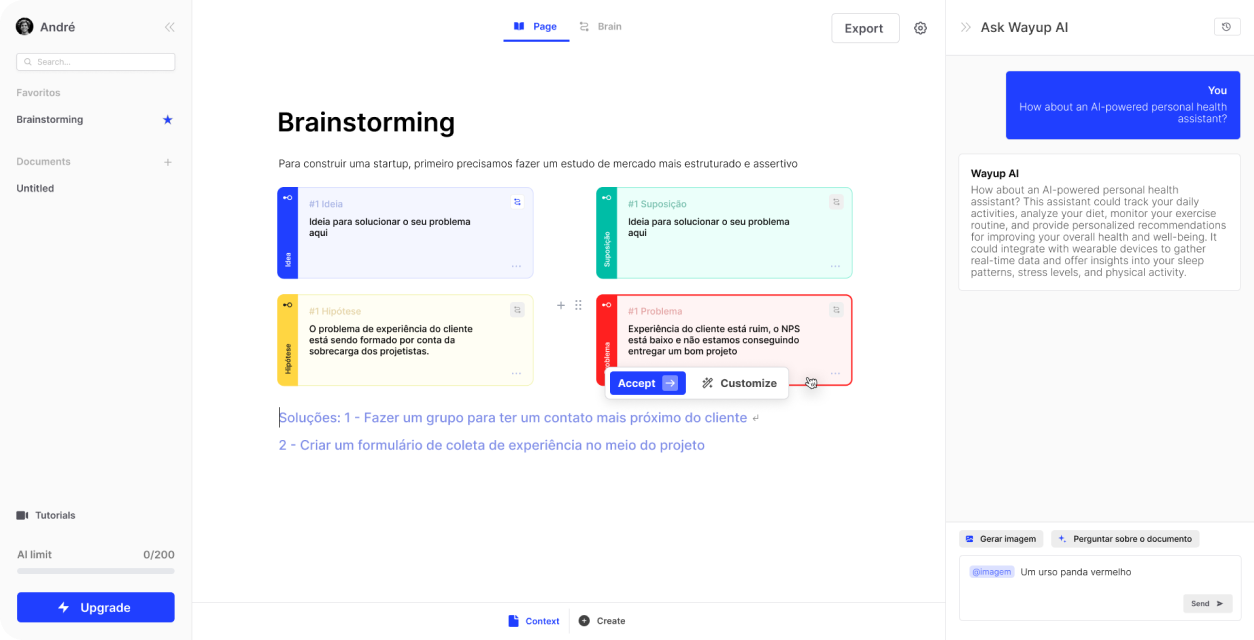 André
Search...
Favoritos
Brainstorming
Documents
Untitled
Tutorials
AI limit 0/200
Upgrade
Page Brain
Export
Brainstorming
Para construir uma startup, primeiro precisamos fazer um estudo de mercado mais estruturado e assertivo
Idea
#1 Ideia
Ideia para solucionar o seu problema
aqui
Suposição
#1 Suposição
Ideia para solucionar o seu problema
aqui
Hipótese
#1 Hipótese
O problema de experiência do cliente
está sendo formado por conta da
sobrecarga dos projetistas.
oblema
#1 Problema
Experiência do cliente está ruim, o NPS
está baixo e não estamos conseguindo
entregar um bom projeto
Accept Customize
Soluções: 1 - Fazer um grupo para ter um contato mais próximo do cliente
2 - Criar um formulário de coleta de experiência no meio do projeto
Context Create
Ask Wayup AI
You
How about an AI-powered personal health
assistant?
Wayup AI
How about an AI-powered personal health
assistant? This assistant could track your daily
activities, analyze your diet, monitor your exercise
routine, and provide personalized recommendations
for improving your overall health and well-being. It
could integrate with wearable devices to gather
real-time data and offer insights into your sleep
patterns, stress levels, and physical activity.
Gerar imagem Perguntar sobre o documento
@imagem Um urso panda vermelho
Send